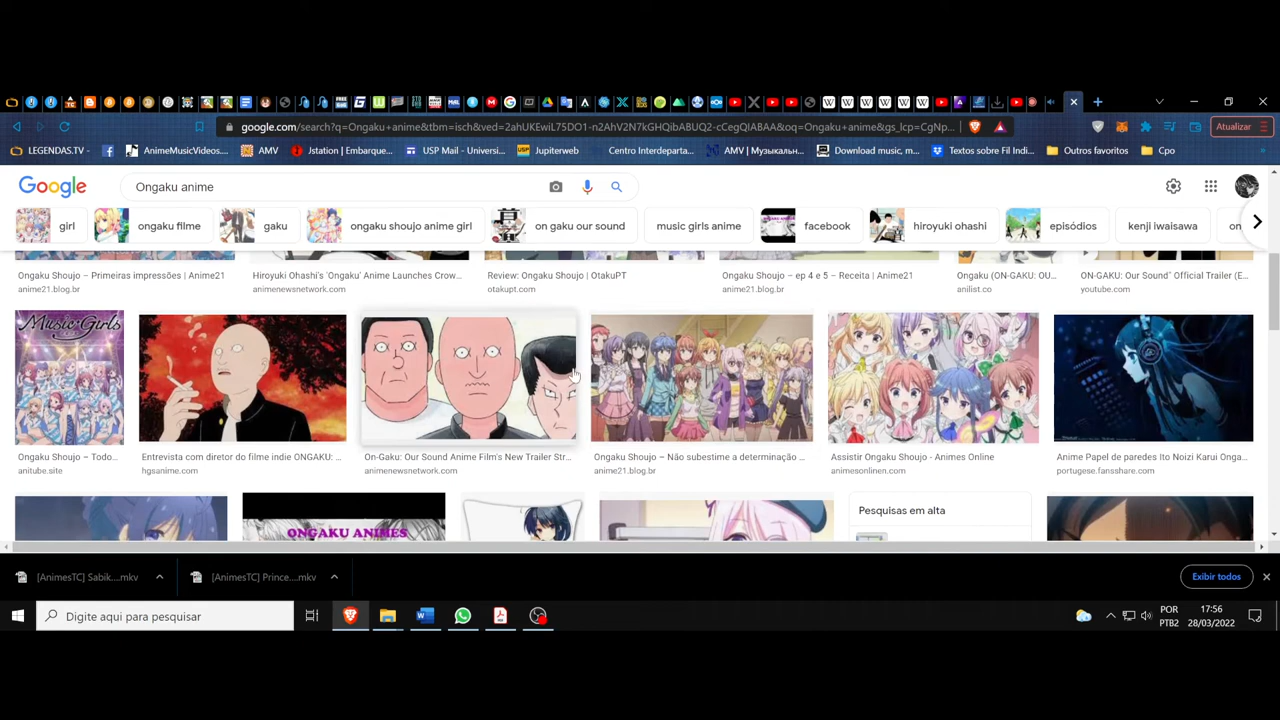 google.com/search?q=Ongaku+anime&tbm=isch&ved=2ahUKEwiL75DO1-n2AhV2N7kGHQibABUQ2-cCegQIABAA&oq=Ongaku+anime&gs_lcp=CgNp...
Atualizar
LEGENDAS.TV
AnimeMusicVideos....
AMV
Jstation | Embarque...
USP Mail - Universi...
Jupiterweb
Centro Interdeparta...
AMV | Музыкальн...
Download music, m...
Textos sobre Fil Indi...
Outros favoritos
Cpo
Google
Ongaku anime
girl
ongaku filme
gaku
ongaku shoujo anime girl
on gaku our sound
music girls anime
facebook
hiroyuki ohashi
episódios
kenji iwaisawa
on
Ongaku Shoujo – Primeiras impressões | Anime21
anime21.blog.br
Hiroyuki Ohashi's 'Ongaku' Anime Launches Crow...
animenewsnetwork.com
Review: Ongaku Shoujo | OtakuPT
otakupt.com
Ongaku Shoujo – ep 4 e 5 – Receita | Anime21
anime21.blog.br
Ongaku (ON-GAKU: OU...
anilist.co
ON-GAKU: Our Sound" Official Trailer (E...
youtube.com
Music Girls
Ongaku Shoujo – Todo...
anitube.site
Entrevista com diretor do filme indie ONGAKU: ...
hgsanime.com
On-Gaku: Our Sound Anime Film's New Trailer Str...
animenewsnetwork.com
Ongaku Shoujo – Não subestime a determinação ...
anime21.blog.br
Assistir Ongaku Shoujo - Animes Online
animesonlinen.com
Anime Papel de paredes Ito Noizi Karui Onga...
portugese.fansshare.com
ONGAKU ANIMES
Pesquisas em alta
[AnimesTC] Sabik....mkv
[AnimesTC] Prince....mkv
Exibir todos
Digite aqui para pesquisar
POR
PTB2
17:56
28/03/2022